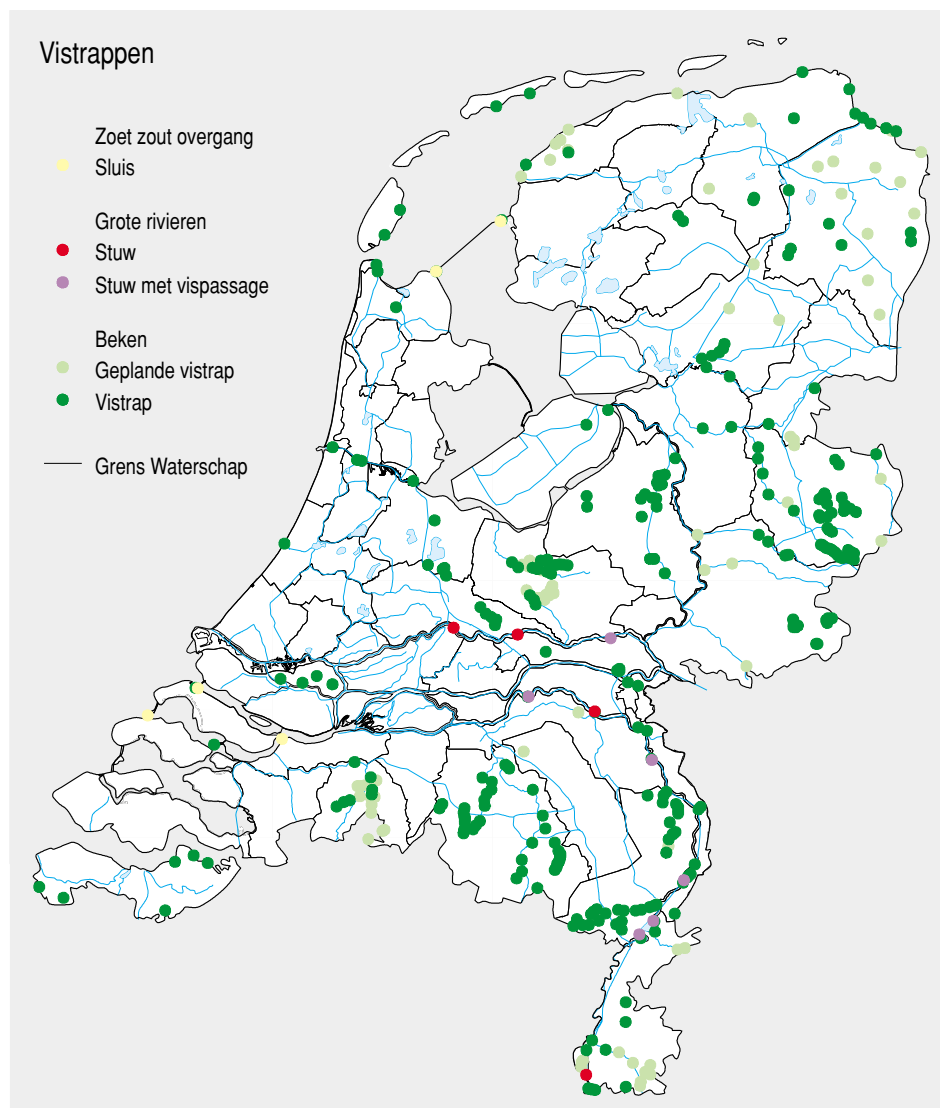 Vistrappen
Zoet zout overgang
Sluis
Grote rivieren
Stuw
Stuw met vispassage
Beken
Geplande vistrap
Vistrap
Grens Waterschap